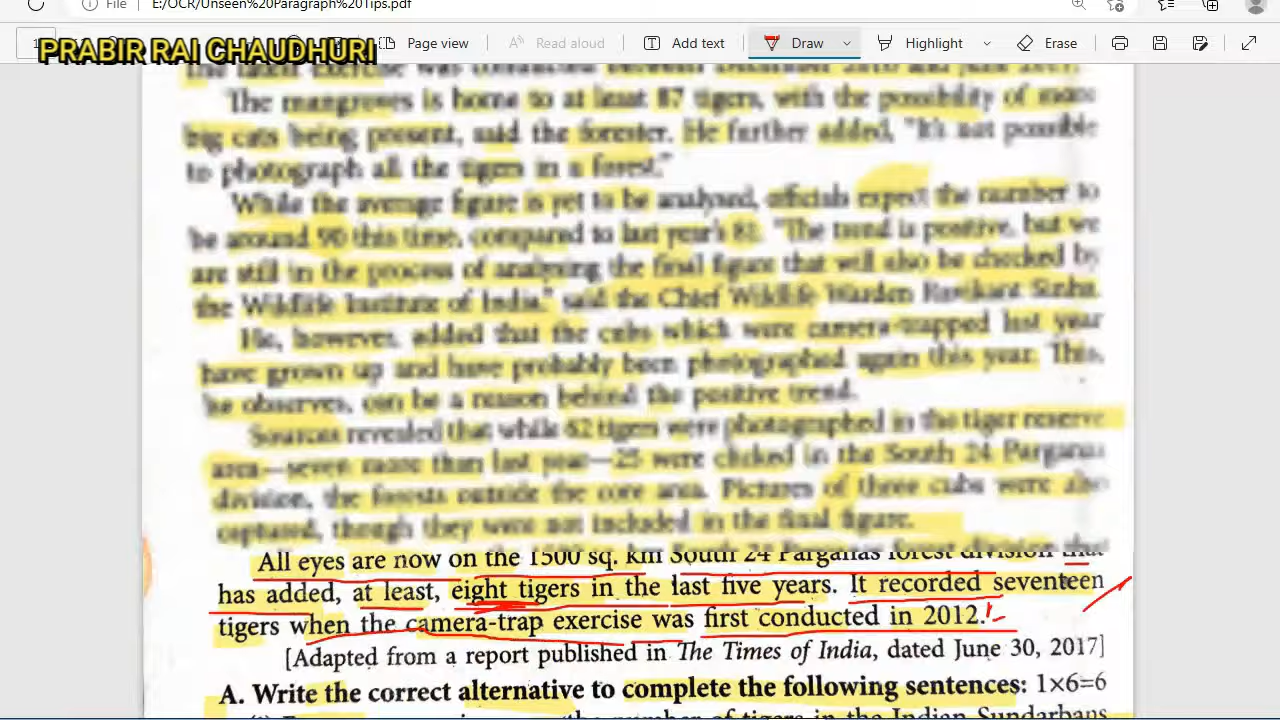 File | E:/OCR/Unseen%20Paragraph%20Tips.pdf
PRABIR RAI CHAUDHURI
Page view | Read aloud | Add text | Draw | Highlight | Erase
The mangroves is home to at least 87 tigers, with the possibility of more
big cats being present, said the forester. He further added, "It's not possible
to photograph all the tigers in a forest."
While the average figure is yet to be analysed, officials expect the number to
be around 90 this time, compared to last year's 81. "The trend is positive, but we
are still in the process of analysing the final figure that will also be checked by
the Wildlife Institute of India," said the Chief Wildlife Warden Ravikant Sinha.
He, however, added that the cubs which were camera-trapped last year
have grown up and have probably been photographed again this year. This,
he observes, can be a reason behind the positive trend.
Sources revealed that while 62 tigers were photographed in the tiger reserve
area—seven more than last year—25 were clicked in the South 24 Parganas
division, the forests outside the core area. Pictures of three cubs were also
captured, though they were not included in the final figure.
All eyes are now on the 1500 sq. km South 24 Parganas forest division that
has added, at least, eight tigers in the last five years. It recorded seventeen
tigers when the camera-trap exercise was first conducted in 2012.
[Adapted from a report published in The Times of India, dated June 30, 2017]
A. Write the correct alternative to complete the following sentences: 1×6=6
the number of tigers in the Indian Sundarbans